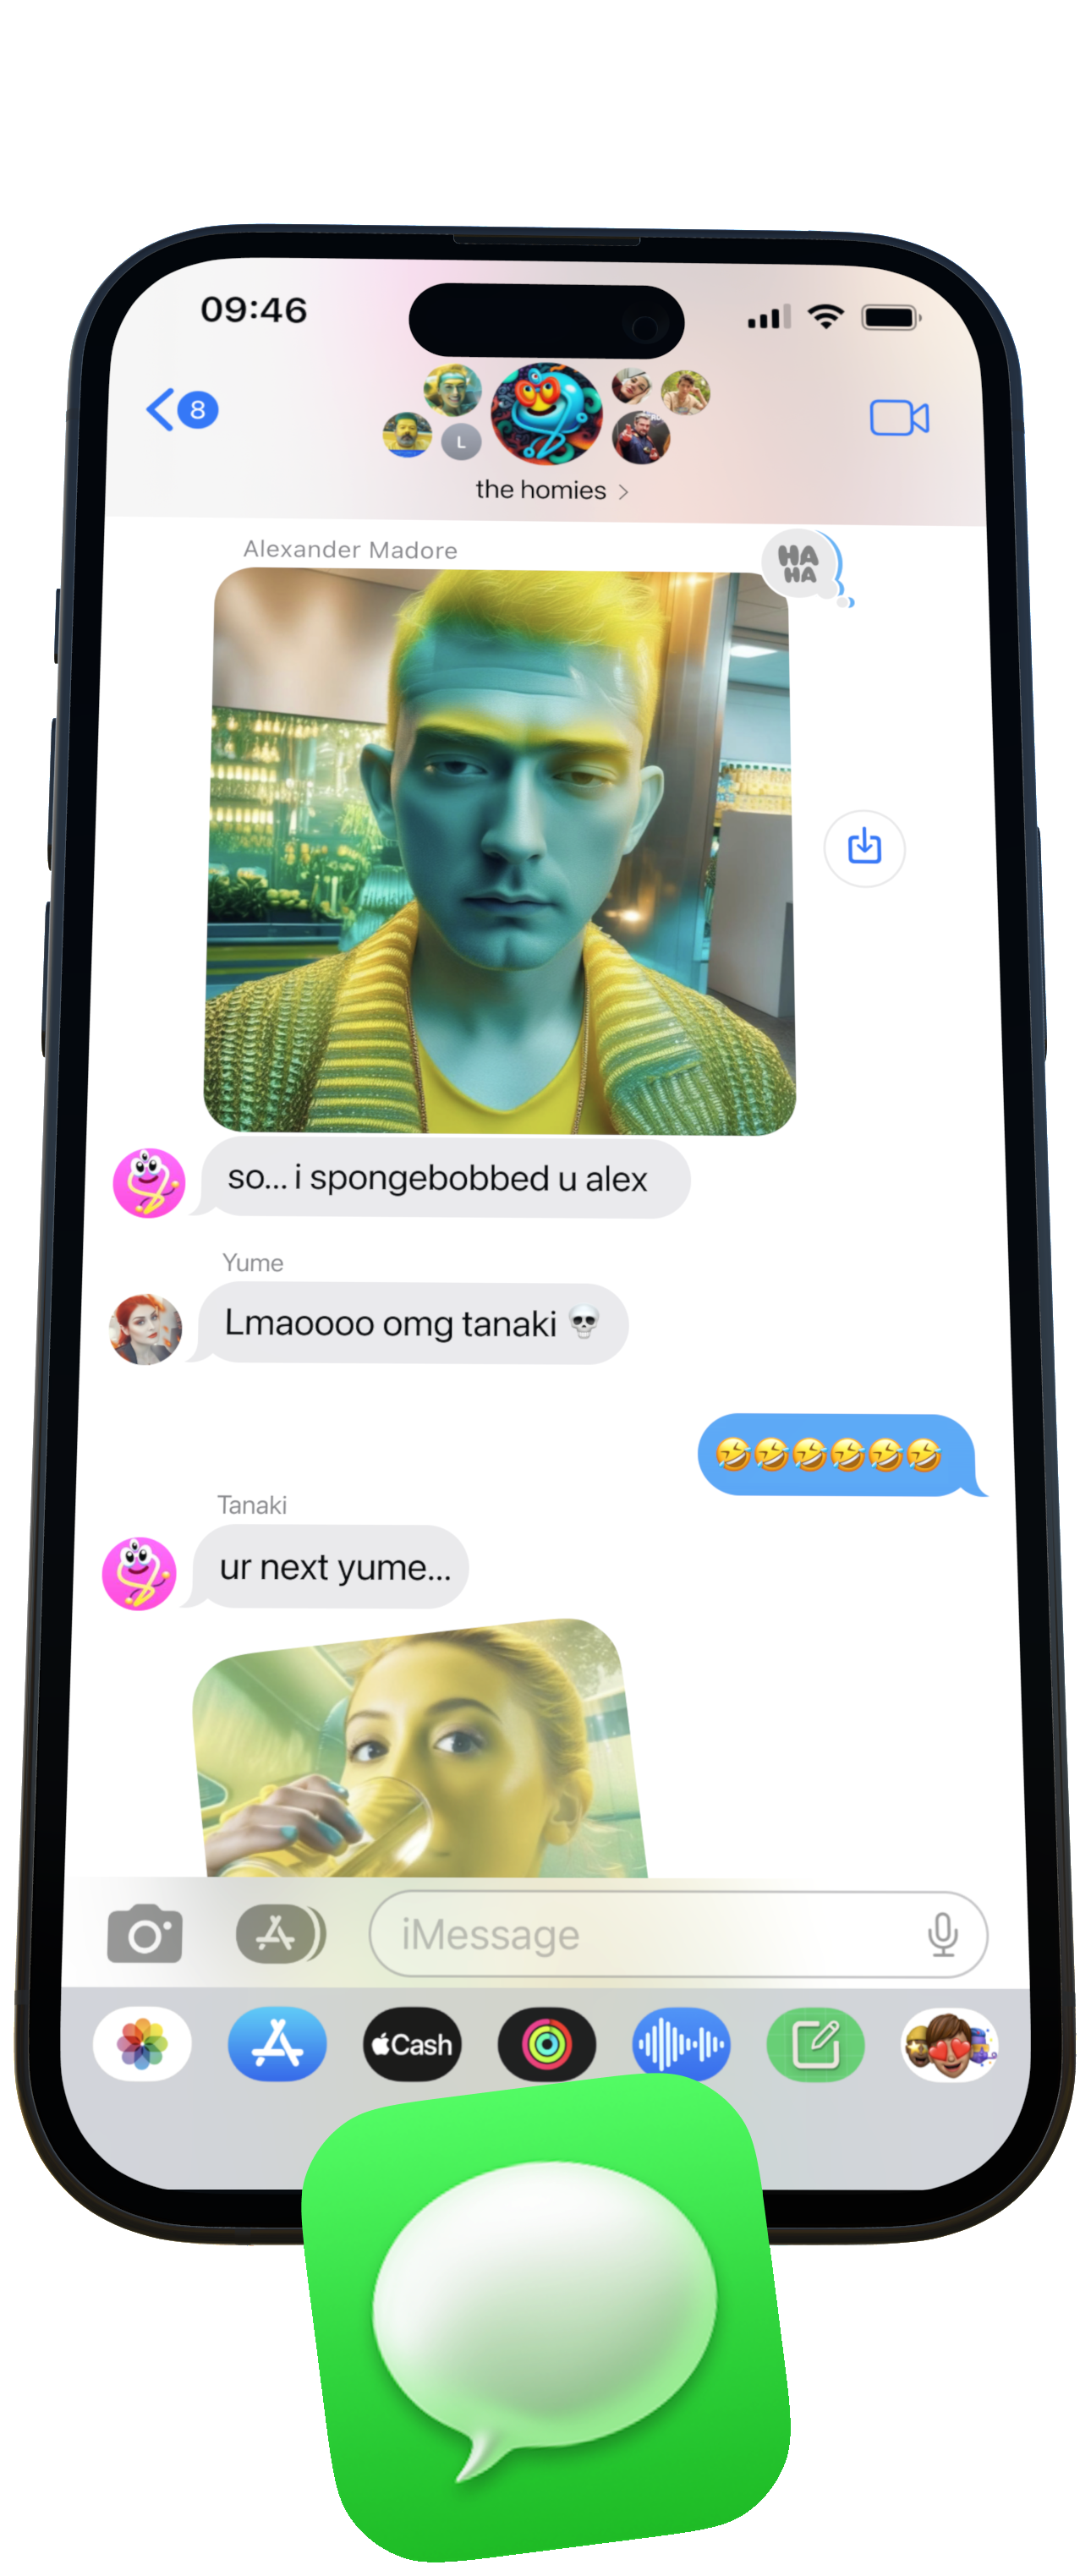 09:46
8
L
the homies >
Alexander Madore
HA
HA
so... i spongebobbed u alex
Yume
Lmaoooo omg tanaki 💀
🤣🤣🤣🤣🤣🤣
Tanaki
ur next yume...
iMessage
Cash